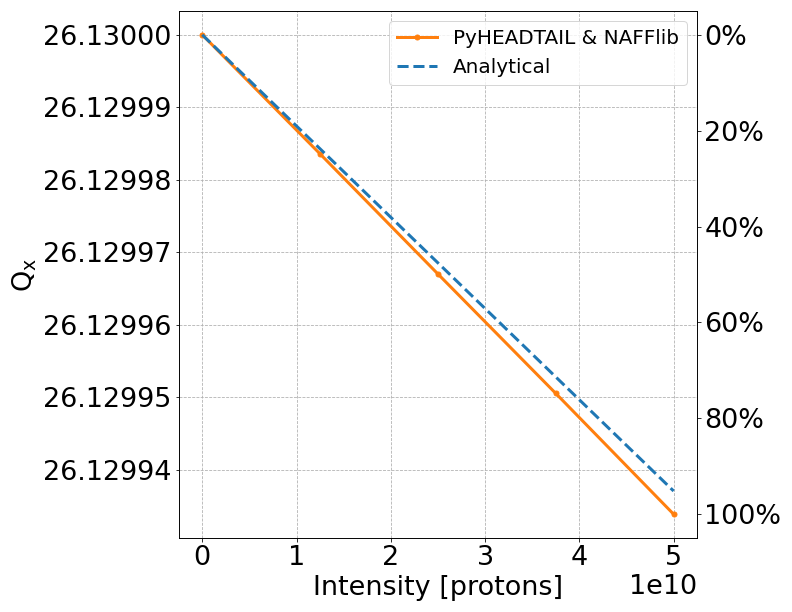 PyHEADTAIL & NAFFlib
Analytical
26.13000
26.12999
26.12998
26.12997
26.12996
26.12995
26.12994
Qx
0%
20%
40%
60%
80%
100%
0 1 2 3 4 5
1e10
Intensity [protons]